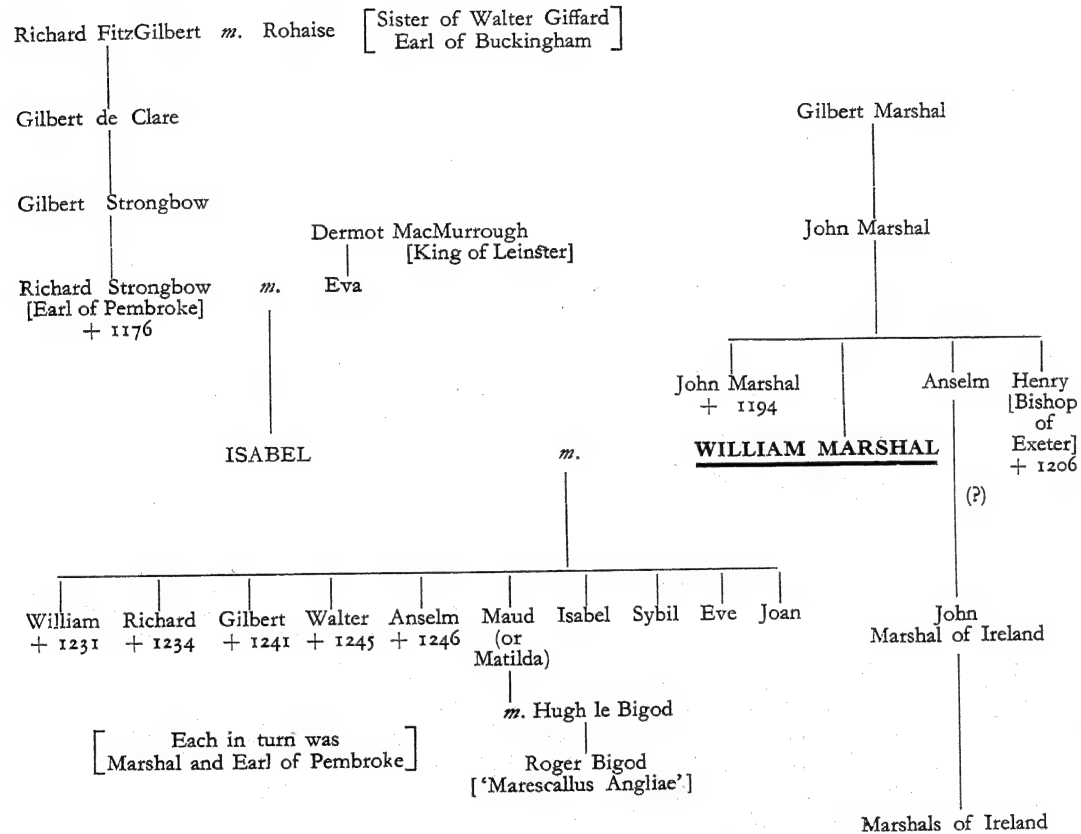 Richard FitzGilbert m. Rohaise [Sister of Walter Giffard
Earl of Buckingham]
Gilbert de Clare
Gilbert Marshal
Gilbert Strongbow
Dermot MacMurrough
[King of Leinster]
John Marshal
Richard Strongbow m. Eva
[Earl of Pembroke]
+ 1176
John Marshal
+ 1194
Anselm
Henry
[Bishop
of
Exeter]
+ 1206
ISABEL m. WILLIAM MARSHAL
(?)
William
+ 1231
Richard
+ 1234
Gilbert
+ 1241
Walter
+ 1245
Anselm
+ 1246
Maud
(or
Matilda)
Isabel
Sybil
Eve
Joan
John
Marshal of Ireland
m. Hugh le Bigod
[Each in turn was
Marshal and Earl of Pembroke]
Roger Bigod
['Marescallus Angliae']
Marshals of Ireland